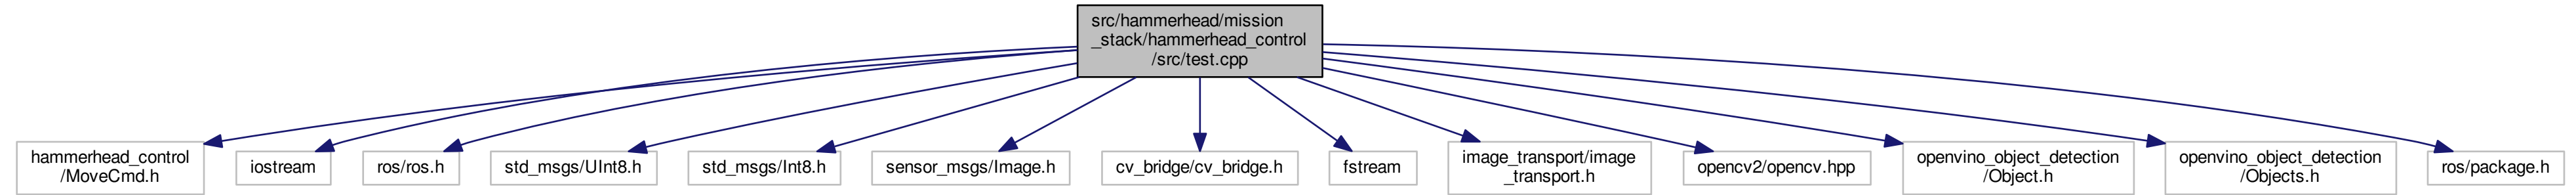 src/hammerhead/mission
_stack/hammerhead_control
/src/test.cpp
hammerhead_control
/MoveCmd.h
iostream
ros/ros.h
std_msgs/UInt8.h
std_msgs/Int8.h
sensor_msgs/Image.h
cv_bridge/cv_bridge.h
fstream
image_transport/image
_transport.h
opencv2/opencv.hpp
openvino_object_detection
/Object.h
openvino_object_detection
/Objects.h
ros/package.h